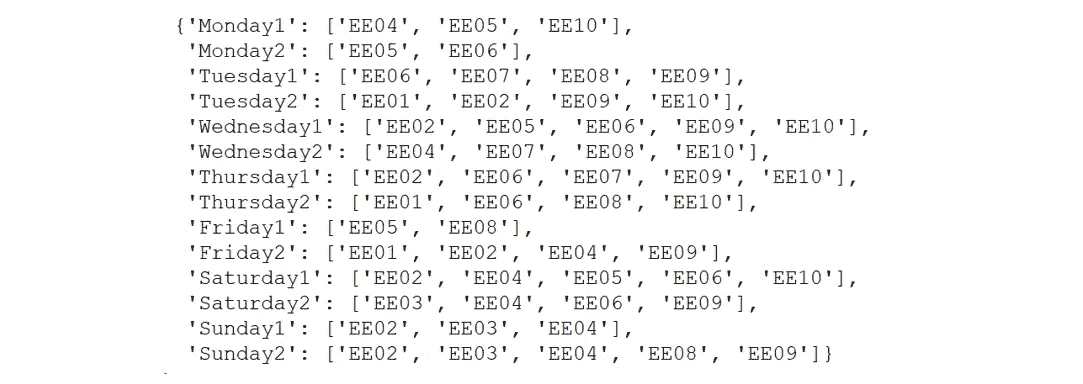 {'Monday1': ['EE04', 'EE05', 'EE10'],
'Monday2': ['EE05', 'EE06'],
'Tuesday1': ['EE06', 'EE07', 'EE08', 'EE09'],
'Tuesday2': ['EE01', 'EE02', 'EE09', 'EE10'],
'Wednesday1': ['EE02', 'EE05', 'EE06', 'EE09', 'EE10'],
'Wednesday2': ['EE04', 'EE07', 'EE08', 'EE10'],
'Thursday1': ['EE02', 'EE06', 'EE07', 'EE09', 'EE10'],
'Thursday2': ['EE01', 'EE06', 'EE08', 'EE10'],
'Friday1': ['EE05', 'EE08'],
'Friday2': ['EE01', 'EE02', 'EE04', 'EE09'],
'Saturday1': ['EE02', 'EE04', 'EE05', 'EE06', 'EE10'],
'Saturday2': ['EE03', 'EE04', 'EE06', 'EE09'],
'Sunday1': ['EE02', 'EE03', 'EE04'],
'Sunday2': ['EE02', 'EE03', 'EE04', 'EE08', 'EE09']}